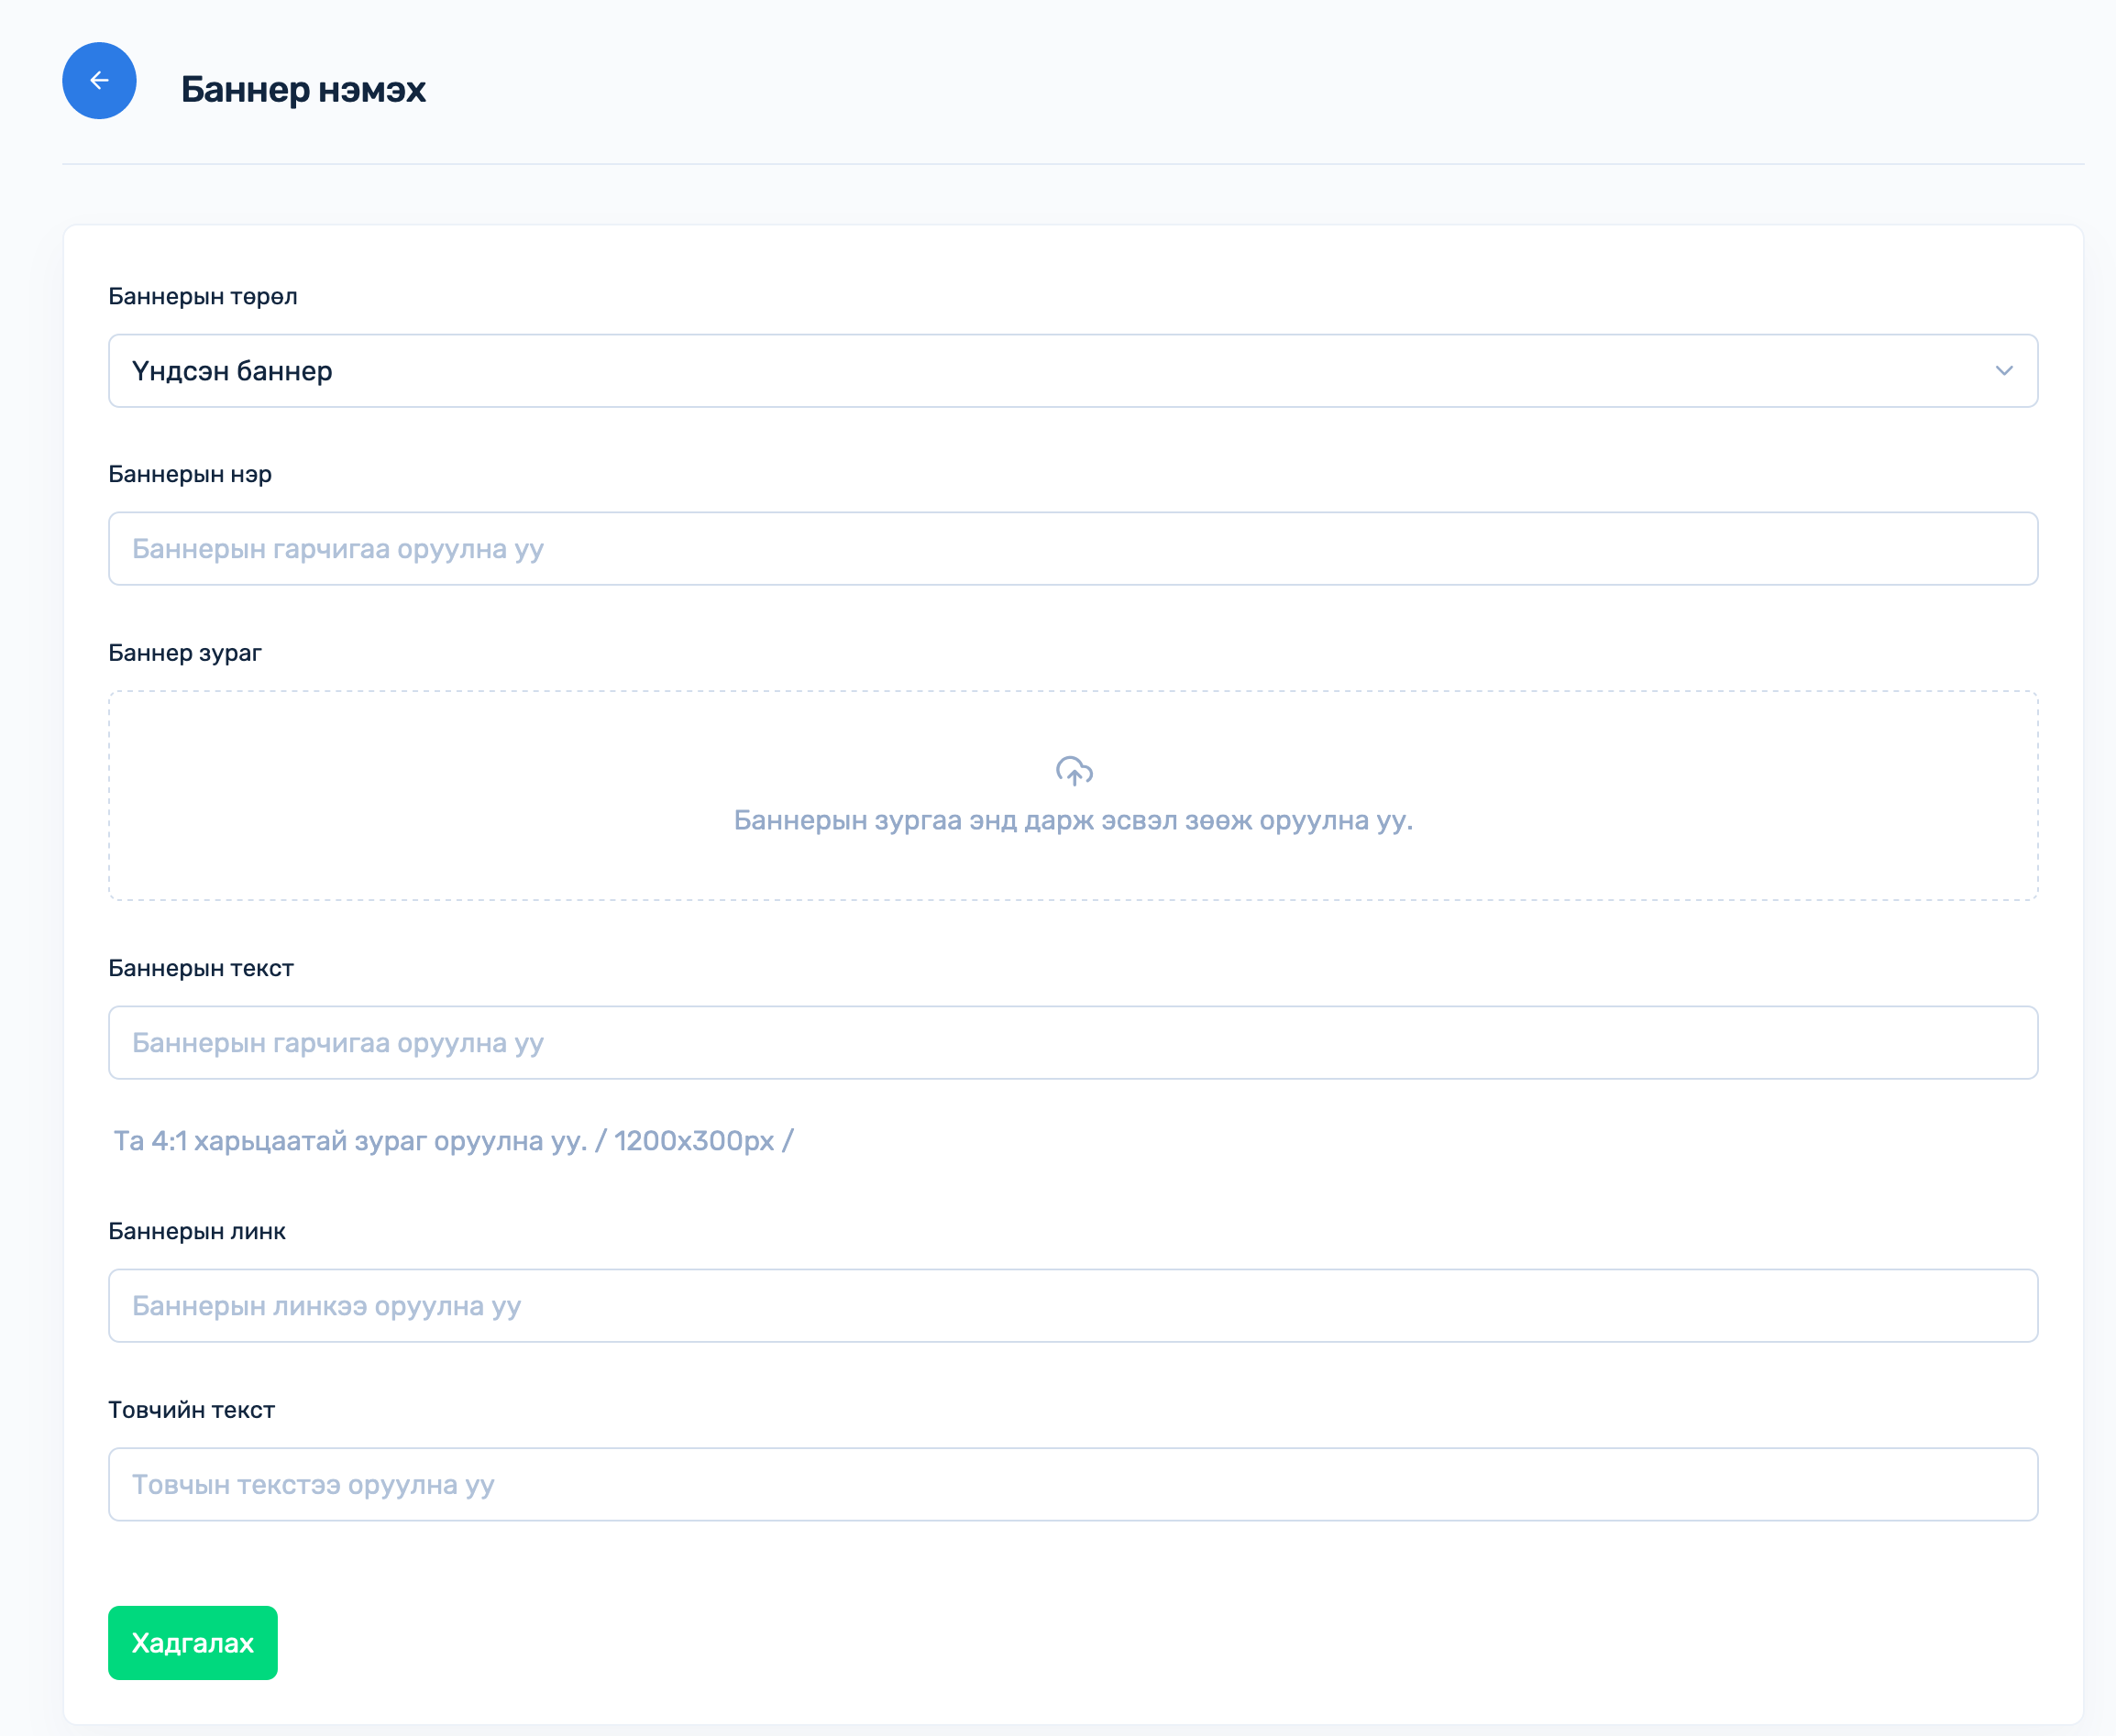 Баннер нэмэх
Баннерын төрөл
Үндсэн баннер
Баннерын нэр
Баннерын гарчигаа оруулна уу
Баннер зураг
Баннерын зургаа энд дарж эсвэл зөөж оруулна уу.
Баннерын текст
Баннерын гарчигаа оруулна уу
Та 4:1 харьцаатай зураг оруулна уу. / 1200x300px /
Баннерын линк
Баннерын линкээ оруулна уу
Товчийн текст
Товчын текстээ оруулна уу
Хадгалах